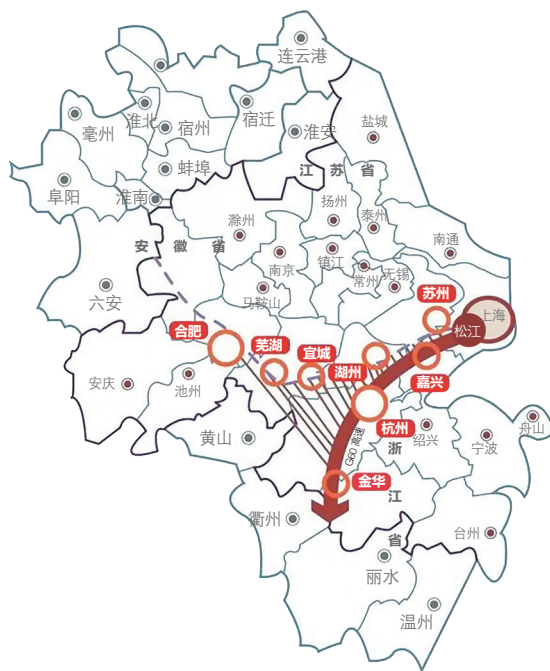 连云港
淮北
宿州
宿迁
淮安
盐城
亳州
蚌埠
江苏省
阜阳
淮南
扬州
泰州
滁州
安徽省
南通
南京
镇江
常州
无锡
六安
马鞍山
苏州
上海
松江
合肥
芜湖
宜城
湖州
嘉兴
安庆
池州
杭州
舟山
黄山
G60 高速
绍兴
宁波
浙江省
金华
衢州
台州
丽水
温州